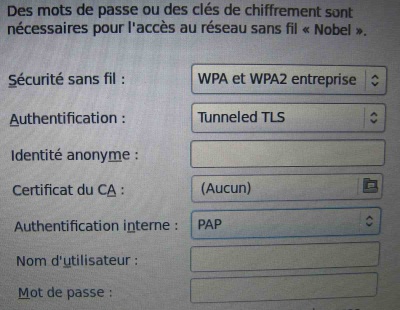 Des mots de passe ou des clés de chiffrement sont
nécessaires pour l'accès au réseau sans fil « Nobel ».
Sécurité sans fil : WPA et WPA2 entreprise
Authentification : Tunneled TLS
Identité anonyme :
Certificat du CA : (Aucun)
Authentification interne : PAP
Nom d'utilisateur :
Mot de passe :